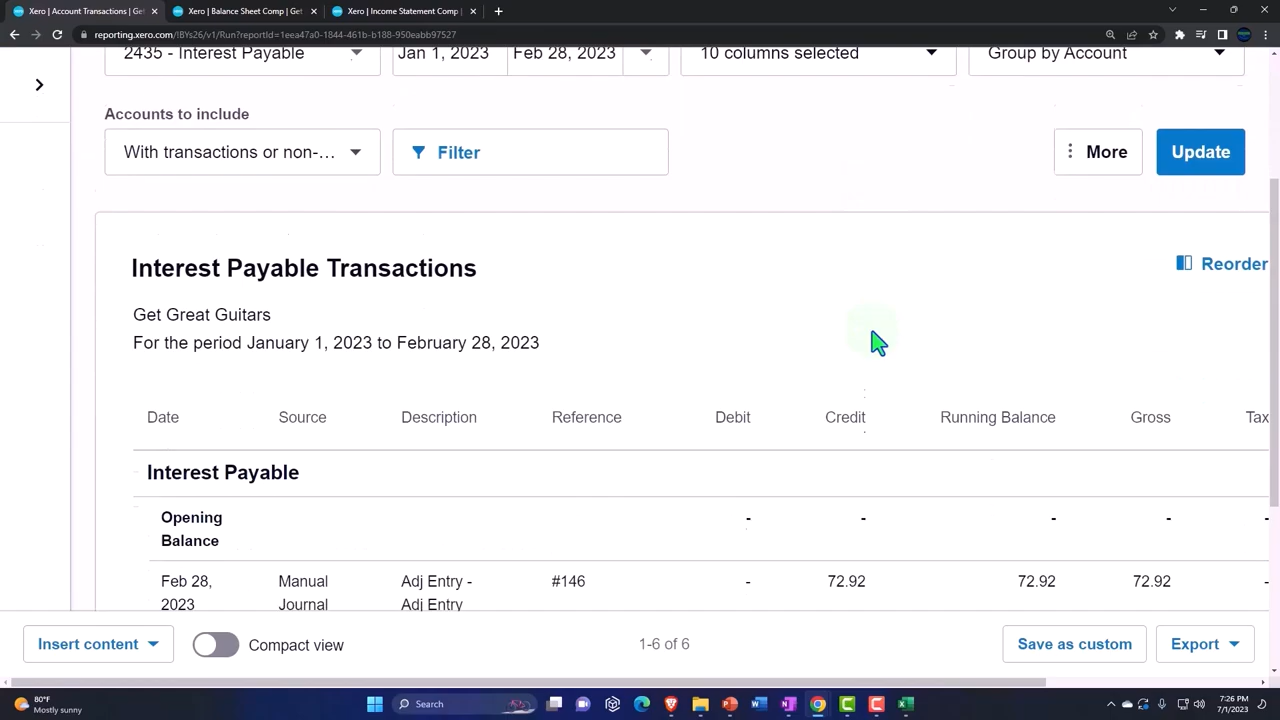 Xero | Account Transactions | Get
Xero | Balance Sheet Comp | Get
Xero | Income Statement Comp |
reporting.xero.com/!BYs26/v1/Run?reportId=1eea47a0-1844-461b-b188-950eabb97527
2435 - Interest Payable
Jan 1, 2023
Feb 28, 2023
10 columns selected
Group by Account
Accounts to include
With transactions or non-...
Filter
More
Update
Interest Payable Transactions
Reorder
Get Great Guitars
For the period January 1, 2023 to February 28, 2023
Date Source Description Reference Debit Credit Running Balance Gross Tax
Interest Payable
Opening
Balance - - - - -
Feb 28, Manual Adj Entry - #146 - 72.92 72.92 72.92 -
2023 Journal Adj Entry
Insert content
Compact view
1-6 of 6
Save as custom
Export
80°F
Mostly sunny
Search
7:26 PM
7/1/2023